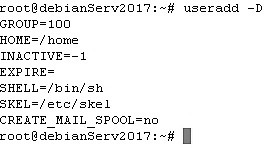 root@debianServ2017:~# useradd -D
GROUP=100
HOME=/home
INACTIVE=-1
EXPIRE=
SHELL=/bin/sh
SKEL=/etc/skel
CREATE_MAIL_SPOOL=no
root@debianServ2017:~#